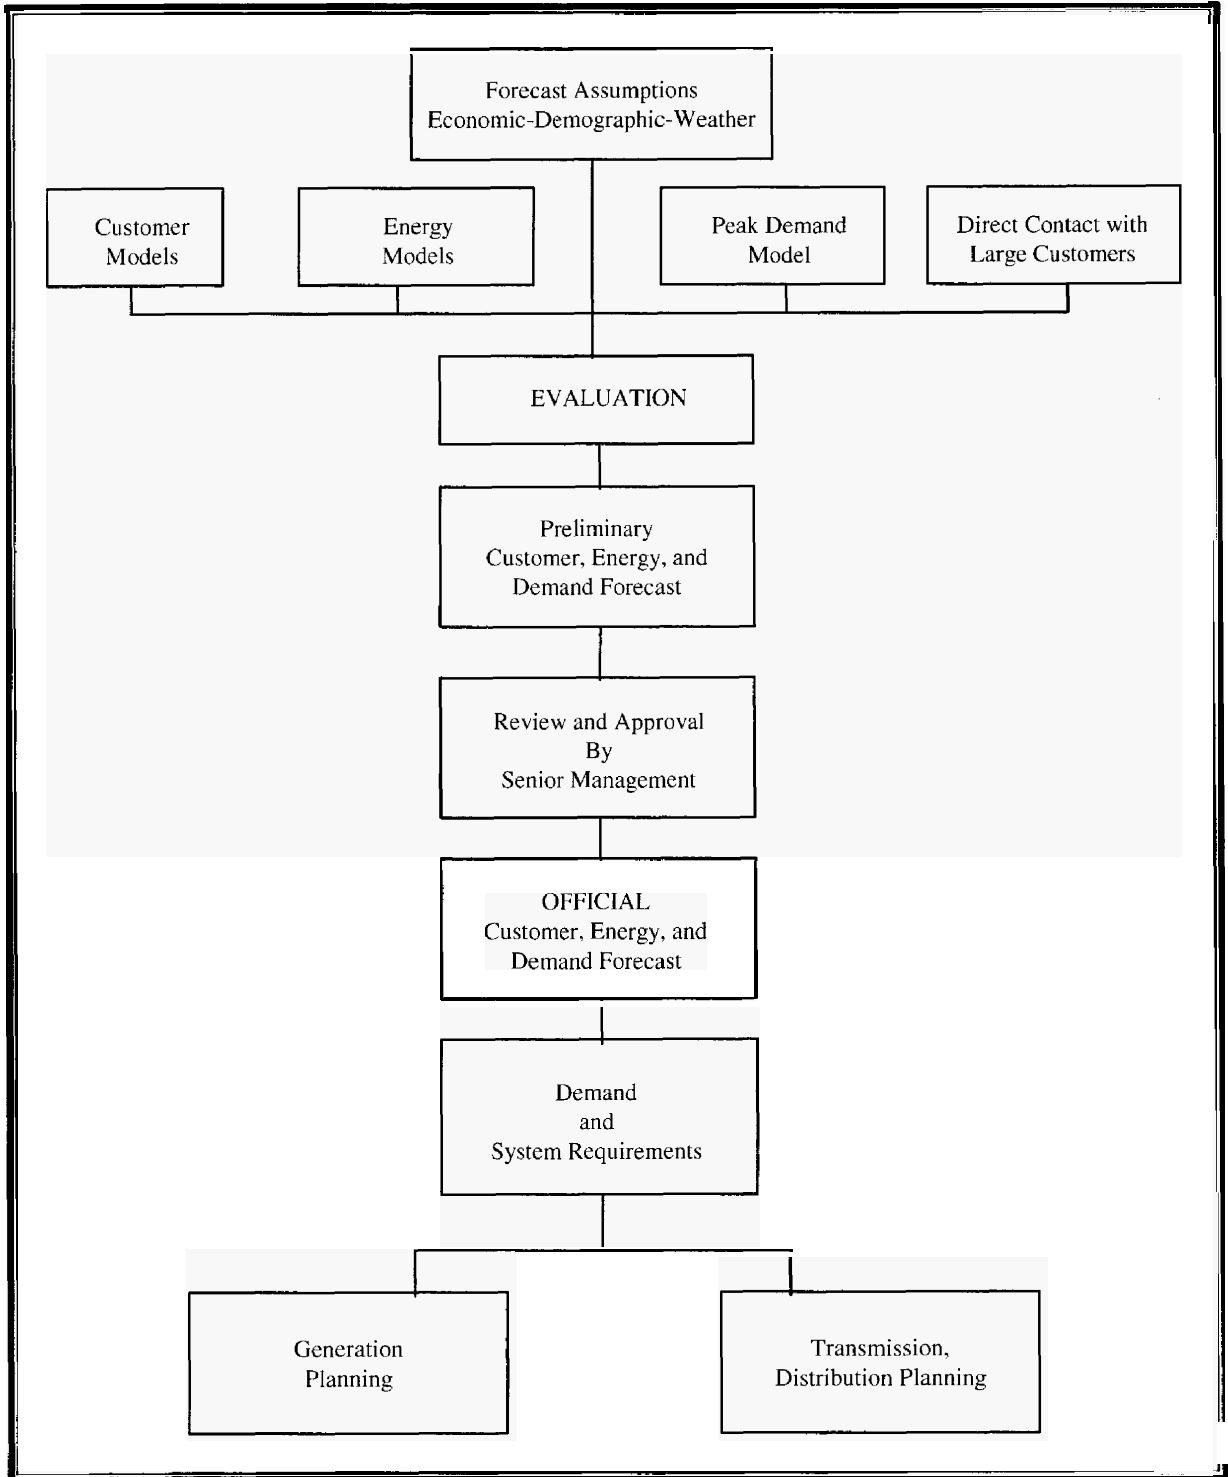 Forecast Assumptions
Economic-Demographic-Weather
Customer
Models
Energy
Models
Peak Demand
Model
Direct Contact with
Large Customers
EVALUATION
Preliminary
Customer, Energy, and
Demand Forecast
Review and Approval
By
Senior Management
OFFICIAL
Customer, Energy, and
Demand Forecast
Demand
and
System Requirements
Generation
Planning
Transmission,
Distribution Planning